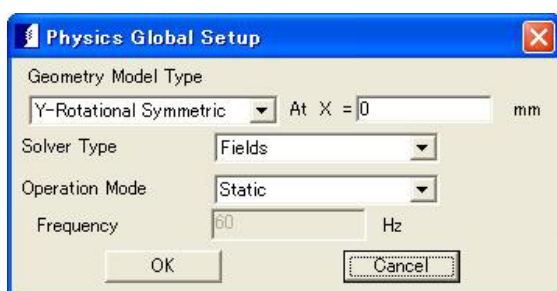 Physics Global Setup
Geometry Model Type
Y-Rotational Symmetric At X = 0 mm
Solver Type Fields
Operation Mode Static
Frequency 60 Hz
OK Cancel